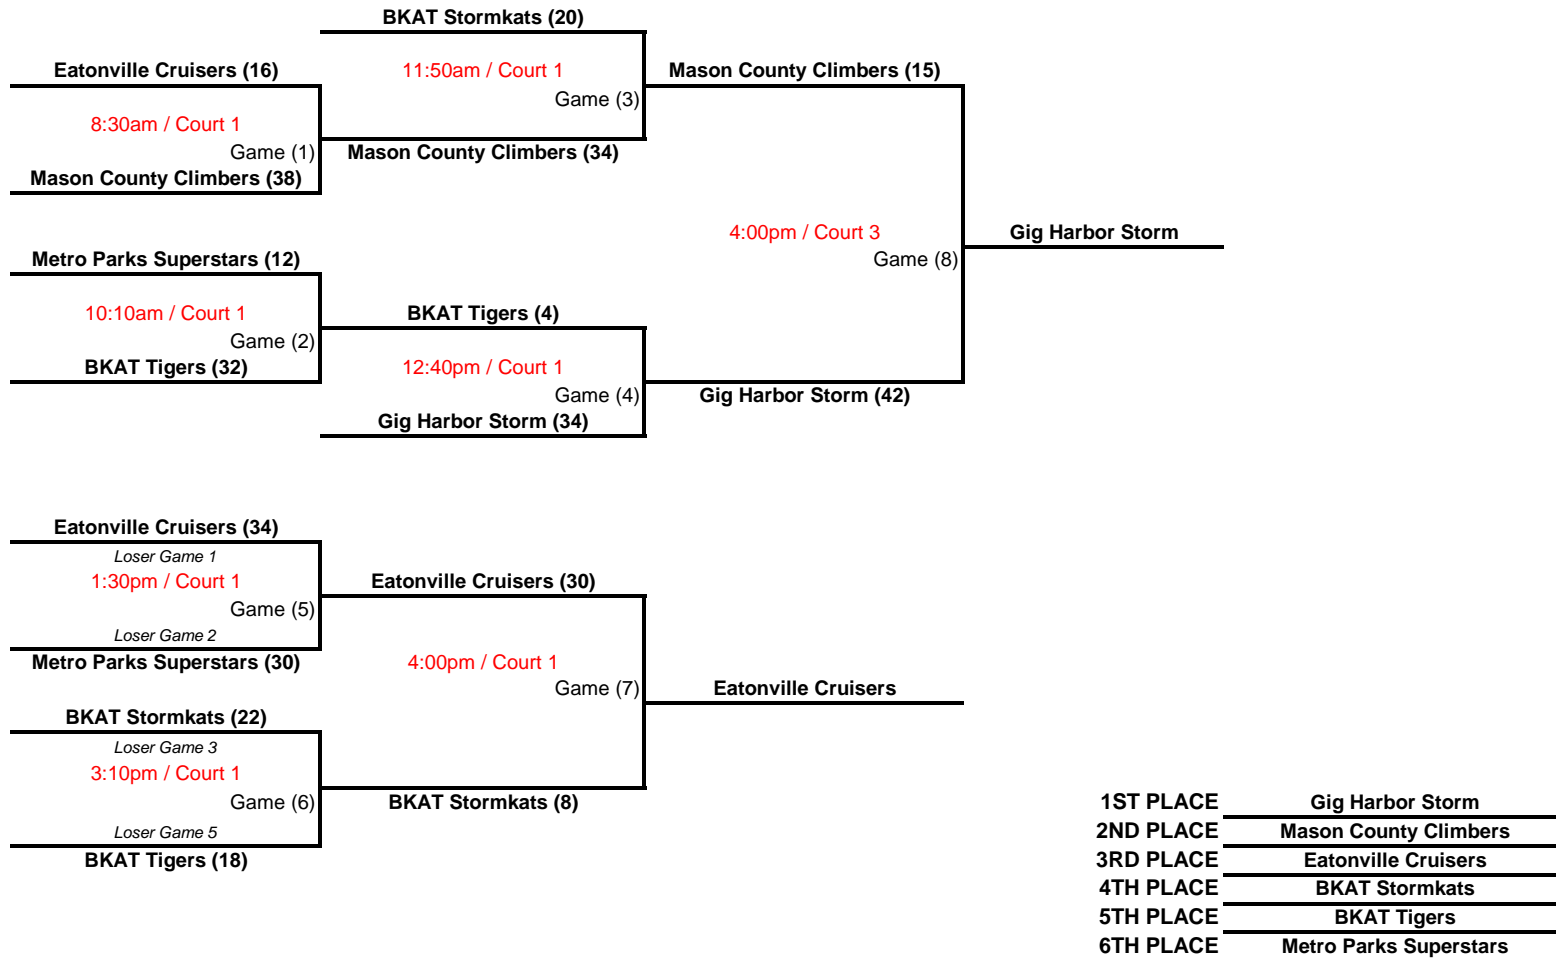 BKAT Stormkats (20)
Eatonville Cruisers (16)
11:50am / Court 1
Mason County Climbers (15)
Game (3)
8:30am / Court 1
Game (1)
Mason County Climbers (34)
Mason County Climbers (38)
4:00pm / Court 3
Gig Harbor Storm
Metro Parks Superstars (12)
Game (8)
10:10am / Court 1
BKAT Tigers (4)
Game (2)
BKAT Tigers (32)
12:40pm / Court 1
Game (4)
Gig Harbor Storm (42)
Gig Harbor Storm (34)
Eatonville Cruisers (34)
Loser Game 1
1:30pm / Court 1
Eatonville Cruisers (30)
Game (5)
Loser Game 2
Metro Parks Superstars (30)
4:00pm / Court 1
Game (7)
Eatonville Cruisers
BKAT Stormkats (22)
Loser Game 3
3:10pm / Court 1
Game (6)
BKAT Stormkats (8)
Loser Game 5
BKAT Tigers (18)
1ST PLACE Gig Harbor Storm
2ND PLACE Mason County Climbers
3RD PLACE Eatonville Cruisers
4TH PLACE BKAT Stormkats
5TH PLACE BKAT Tigers
6TH PLACE Metro Parks Superstars